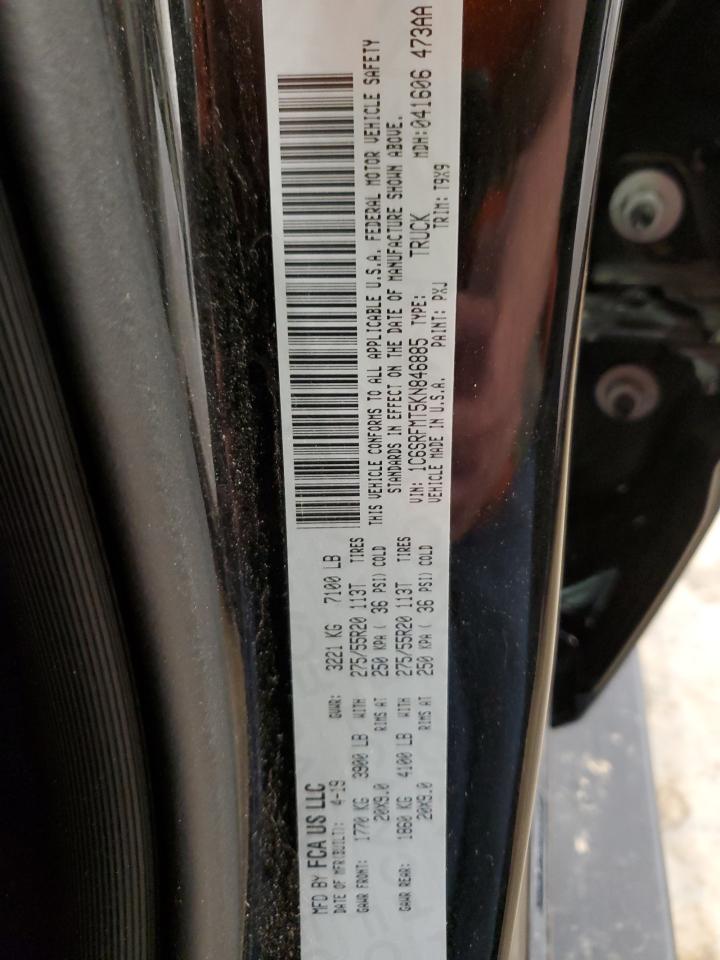 MFD BY FCA US LLC
DATE OF MFR(BUILT): 4-19 GVWR: 3221 KG 7100 LB
GAWR FRONT: 1770 KG 3900 LB WITH 275/55R20 113T TIRES
20X9.0 RIMS AT 250 KPA ( 36 PSI) COLD
GAWR REAR: 1860 KG 4100 LB WITH 275/55R20 113T TIRES
20X9.0 RIMS AT 250 KPA ( 36 PSI) COLD
THIS VEHICLE CONFORMS TO ALL APPLICABLE U.S.A. FEDERAL MOTOR VEHICLE SAFETY
STANDARDS IN EFFECT ON THE DATE OF MANUFACTURE SHOWN ABOVE.
VIN: 1C6SRFMT5KN846885 TYPE: TRUCK MDH:041606 473AA
VEHICLE MADE IN U.S.A. PAINT: PXJ TRIM: T9X9